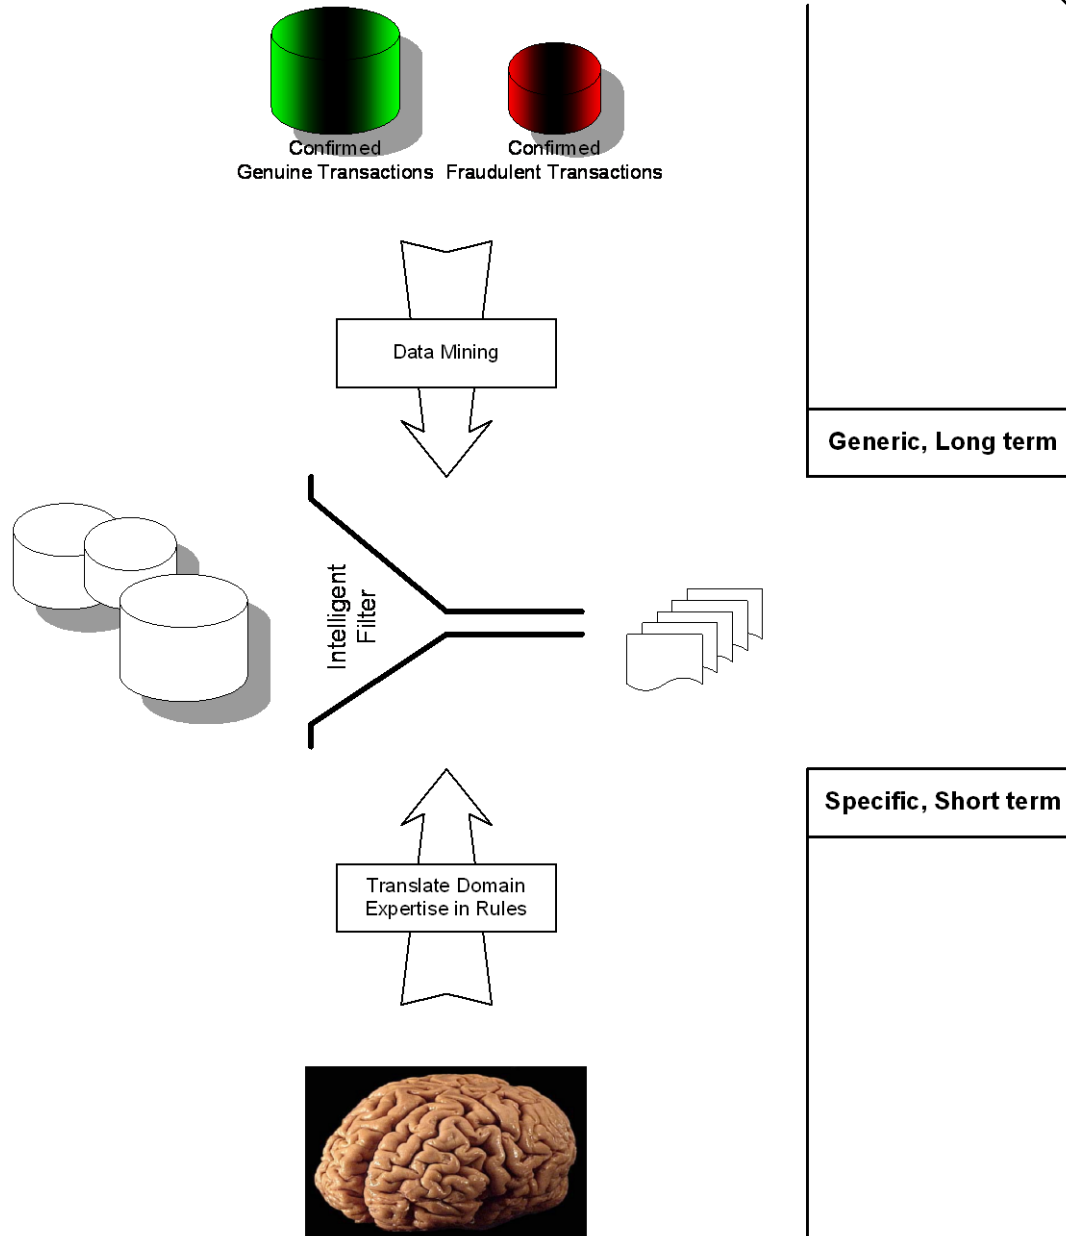 Confirmed
Genuine Transactions
Confirmed
Fraudulent Transactions
Data Mining
Generic, Long term
Intelligent
Filter
Specific, Short term
Translate Domain
Expertise in Rules